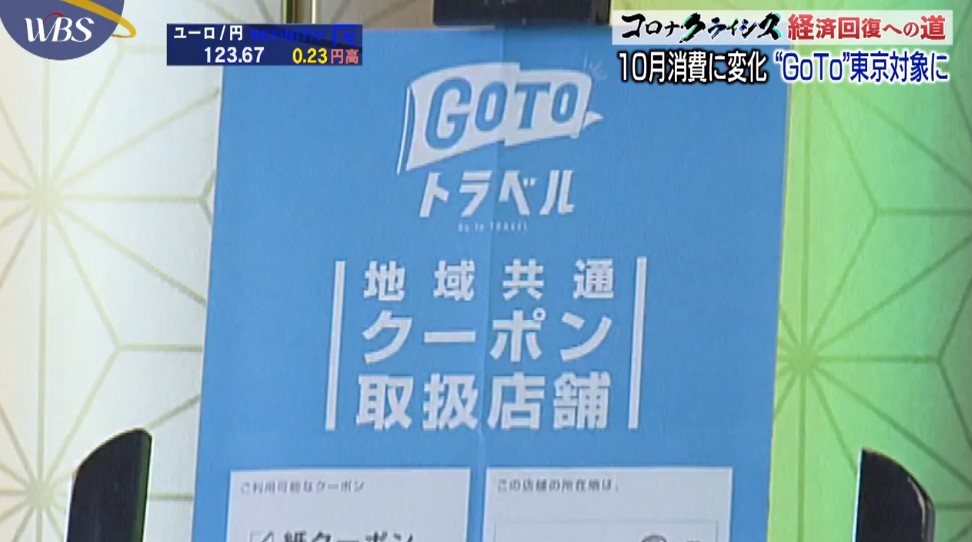 WBS
ユーロ/円
123.67 0.23円高
コロナクライシス 経済回復への道
10月消費に変化 “GoTo”東京対象に
GOTO
トラベル
Go To TRAVEL
地域共通
クーポン
取扱店舗
ご利用可能なクーポン
この店舗の所在地は、
紙クーポン